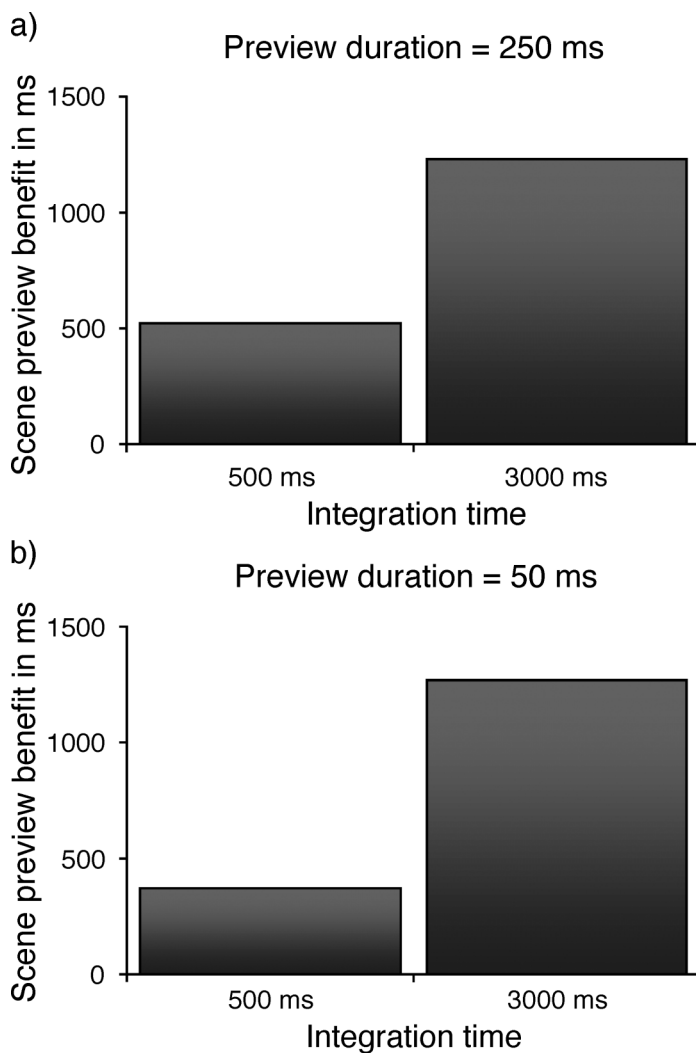 a)
Preview duration = 250 ms
Scene preview benefit in ms
1500
1000
500
0
500 ms
3000 ms
Integration time
b)
Preview duration = 50 ms
Scene preview benefit in ms
1500
1000
500
0
500 ms
3000 ms
Integration time